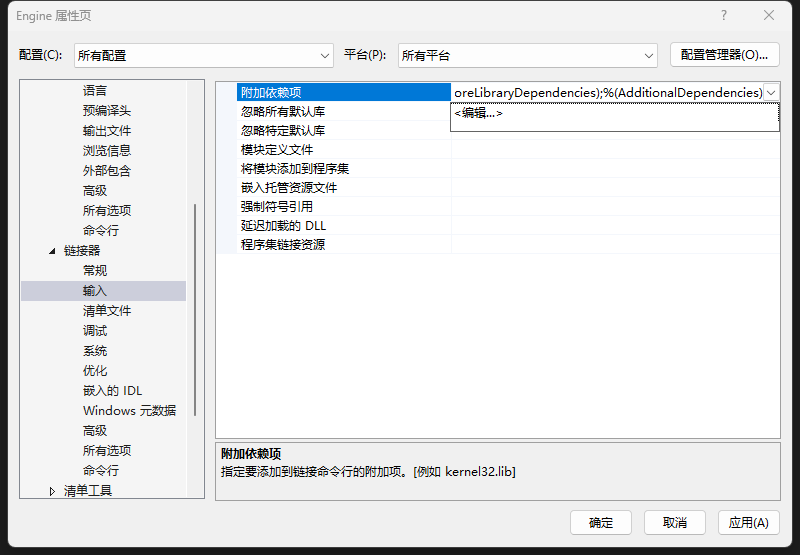 Engine 属性页
配置(C): 所有配置 平台(P): 所有平台 配置管理器(O)...
语言
预编译头
输出文件
浏览信息
外部包含
高级
所有选项
命令行
链接器
常规
输入
清单文件
调试
系统
优化
嵌入的 IDL
Windows 元数据
高级
所有选项
命令行
清单工具
附加依赖项 oreLibraryDependencies);%(AdditionalDependencies)
忽略所有默认库 <编辑...>
忽略特定默认库
模块定义文件
将模块添加到程序集
嵌入托管资源文件
强制符号引用
延迟加载的 DLL
程序集链接资源
附加依赖项
指定要添加到链接命令行的附加项。[例如 kernel32.lib]
确定 取消 应用(A)